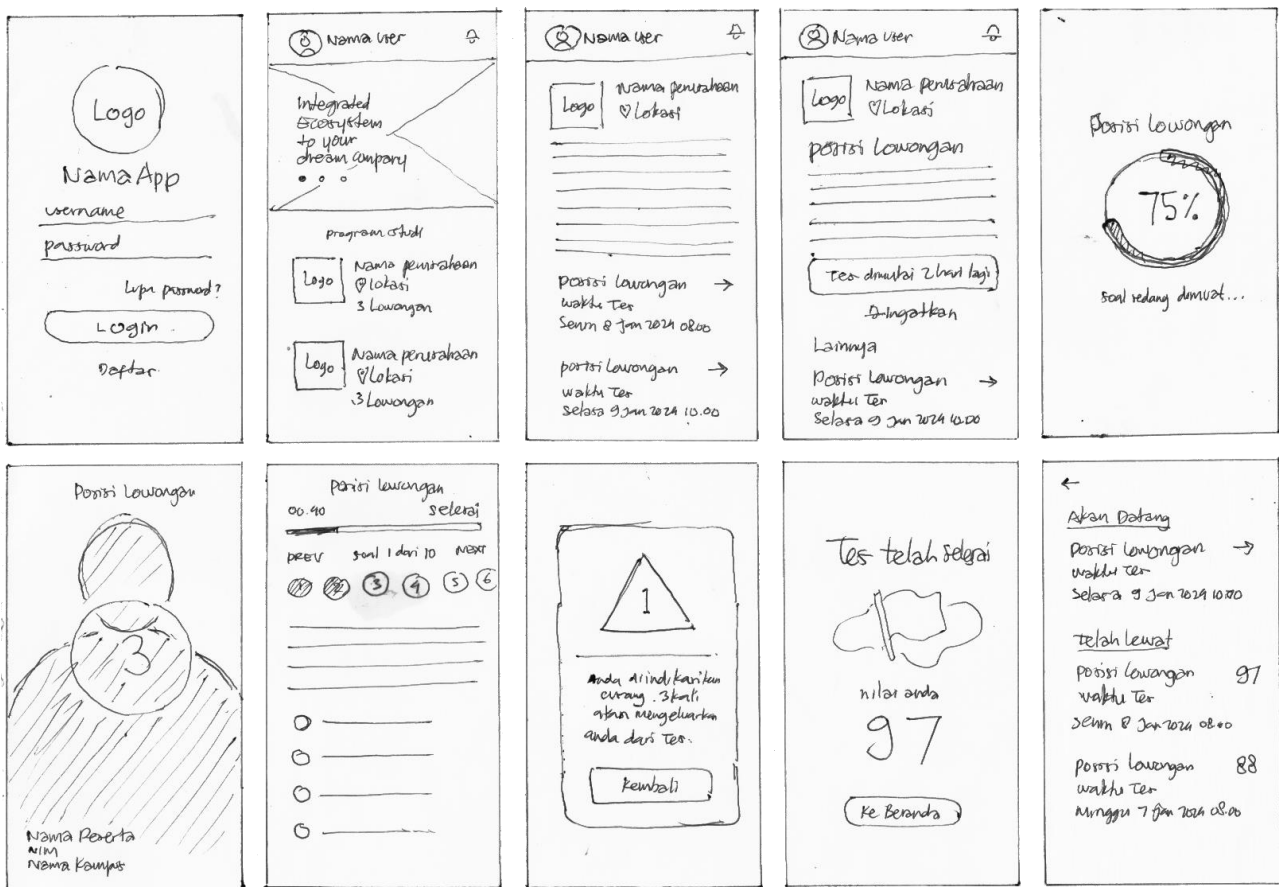 Logo
Nama App
username
password
Lupa password?
Login
Daftar
Nama user
Integrated
Ecosystem
to your
dream company
program studi
Logo
Nama perusahaan
Lokasi
3 Lowongan
Logo
Nama perusahaan
Lokasi
3 Lowongan
Nama user
Logo
Nama perusahaan
Lokasi
Posisi Lowongan
waktu Tes
Senin 8 Jan 2024 08.00
posisi lowongan
waktu Tes
Selasa 9 Jan 2024 10.00
Nama user
Logo
Nama perusahaan
Lokasi
posisi Lowongan
Tes dimulai 2 hari lagi
Ingatkan
Lainnya
Posisi Lowongan
waktu Tes
Selasa 9 Jan 2024 10.00
Posisi Lowongan
75%
soal sedang dimuat...
Posisi Lowongan
3
Nama Peserta
NIM
Nama Kampus
Posisi lowongan
00.40 selesai
PREV soal 1 dari 10 NEXT
1 2 3 4 5 6
1
Anda diindikasikan
curang. 3 kali
akan mengeluarkan
anda dari Tes.
Kembali
Tes telah selesai
nilai anda
97
Ke Beranda
Akan Datang
posisi lowongan
waktu Tes
Selasa 9 Jan 2024 10.00
Telah Lewat
posisi Lowongan 97
waktu Tes
Senin 8 Jan 2024 08.00
posisi Lowongan 88
waktu Tes
Minggu 7 Jan 2024 08.00